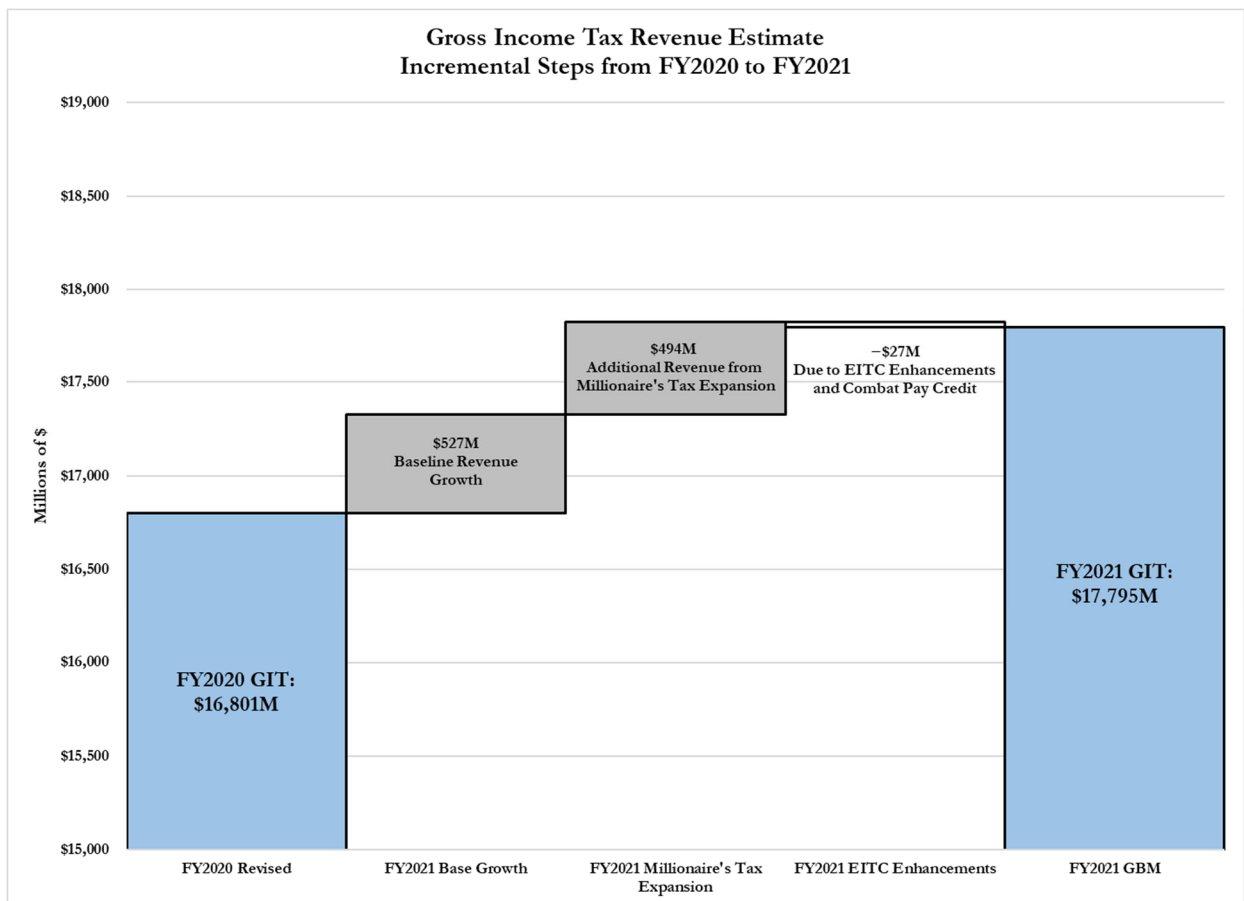 Gross Income Tax Revenue Estimate
Incremental Steps from FY2020 to FY2021
$19,000
$18,500
$18,000
$17,500
$17,000
$16,500
$16,000
$15,500
$15,000
Millions of $
FY2020 GIT:
$16,801M
$527M
Baseline Revenue
Growth
$494M
Additional Revenue from
Millionaire's Tax Expansion
−$27M
Due to EITC Enhancements
and Combat Pay Credit
FY2021 GIT:
$17,795M
FY2020 Revised
FY2021 Base Growth
FY2021 Millionaire's Tax
Expansion
FY2021 EITC Enhancements
FY2021 GBM